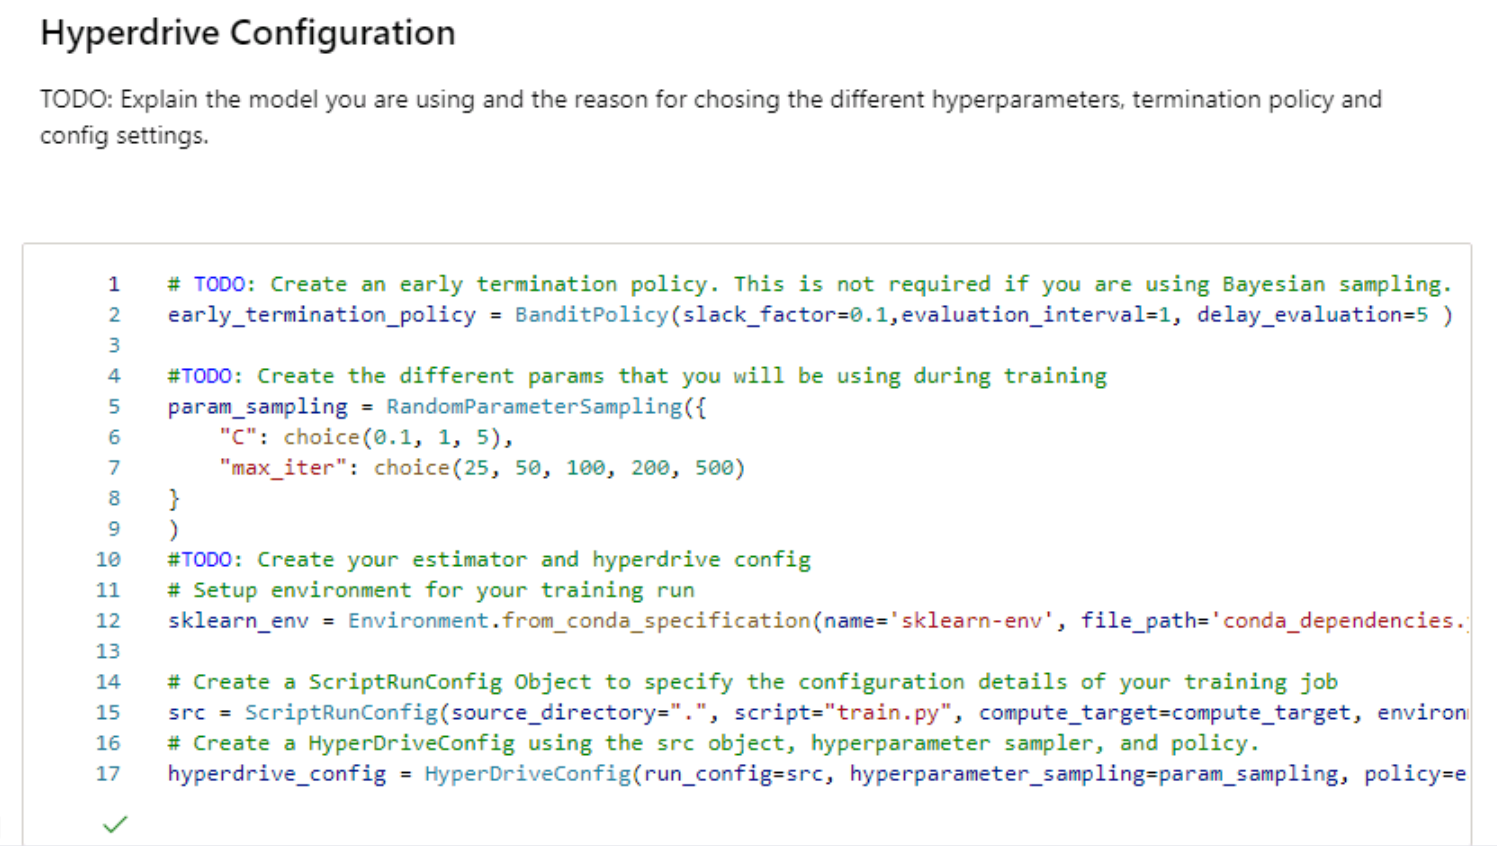 Hyperdrive Configuration
TODO: Explain the model you are using and the reason for chosing the different hyperparameters, termination policy and
config settings.
1 # TODO: Create an early termination policy. This is not required if you are using Bayesian sampling.
2 early_termination_policy = BanditPolicy(slack_factor=0.1,evaluation_interval=1, delay_evaluation=5 )
3
4 #TODO: Create the different params that you will be using during training
5 param_sampling = RandomParameterSampling({
6 "C": choice(0.1, 1, 5),
7 "max_iter": choice(25, 50, 100, 200, 500)
8 }
9 )
10 #TODO: Create your estimator and hyperdrive config
11 # Setup environment for your training run
12 sklearn_env = Environment.from_conda_specification(name='sklearn-env', file_path='conda_dependencies.
13
14 # Create a ScriptRunConfig Object to specify the configuration details of your training job
15 src = ScriptRunConfig(source_directory=".", script="train.py", compute_target=compute_target, environ
16 # Create a HyperDriveConfig using the src object, hyperparameter sampler, and policy.
17 hyperdrive_config = HyperDriveConfig(run_config=src, hyperparameter_sampling=param_sampling, policy=e